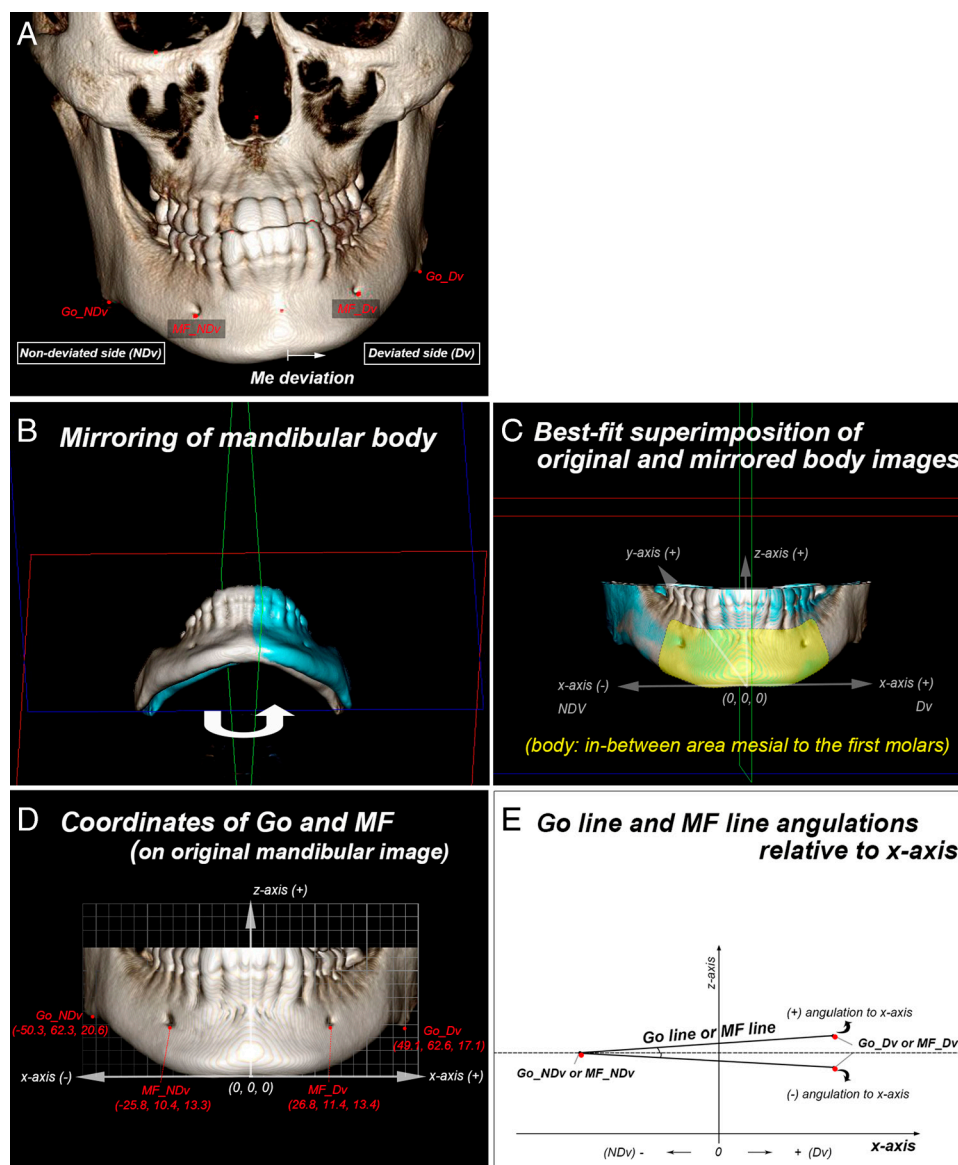 A
Go_Dv
Go_NDv
MF_Dv
MF_NDv
Non-deviated side (NDv)
Deviated side (Dv)
Me deviation
B
Mirroring of mandibular body
C
Best-fit superimposition of
original and mirrored body images
y-axis (+)
z-axis (+)
x-axis (-)
NDV
(0, 0, 0)
x-axis (+)
Dv
(body: in-between area mesial to the first molars)
D
Coordinates of Go and MF
(on original mandibular image)
z-axis (+)
Go_NDv
(-50.3, 62.3, 20.6)
Go_Dv
(49.1, 62.6, 17.1)
x-axis (-)
MF_NDv
(-25.8, 10.4, 13.3)
(0, 0, 0)
MF_Dv
(26.8, 11.4, 13.4)
x-axis (+)
E
Go line and MF line angulations
relative to x-axis
z-axis
(+) angulation to x-axis
Go line or MF line
Go_Dv or MF_Dv
Go_NDv or MF_NDv
(-) angulation to x-axis
x-axis
(NDv) - 0 + (Dv)